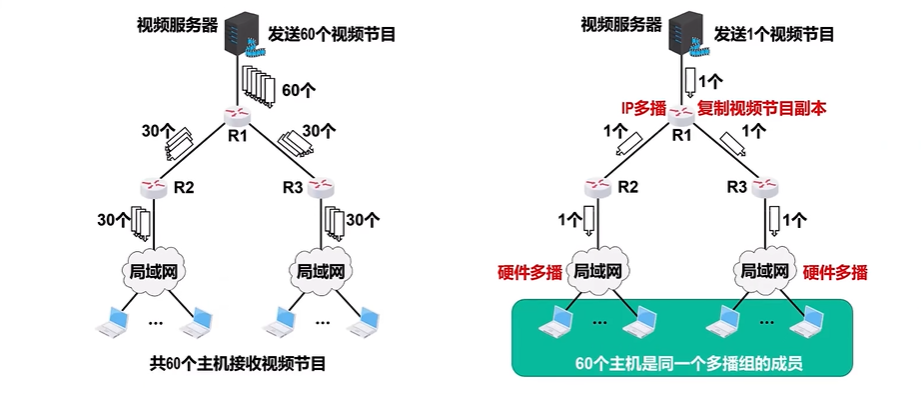 视频服务器
发送60个视频节目
60个
R1
30个
30个
R2
R3
30个
30个
局域网
局域网
...
...
共60个主机接收视频节目
视频服务器
发送1个视频节目
1个
IP多播
复制视频节目副本
R1
1个
1个
R2
R3
1个
1个
硬件多播
局域网
局域网
硬件多播
...
...
60个主机是同一个多播组的成员